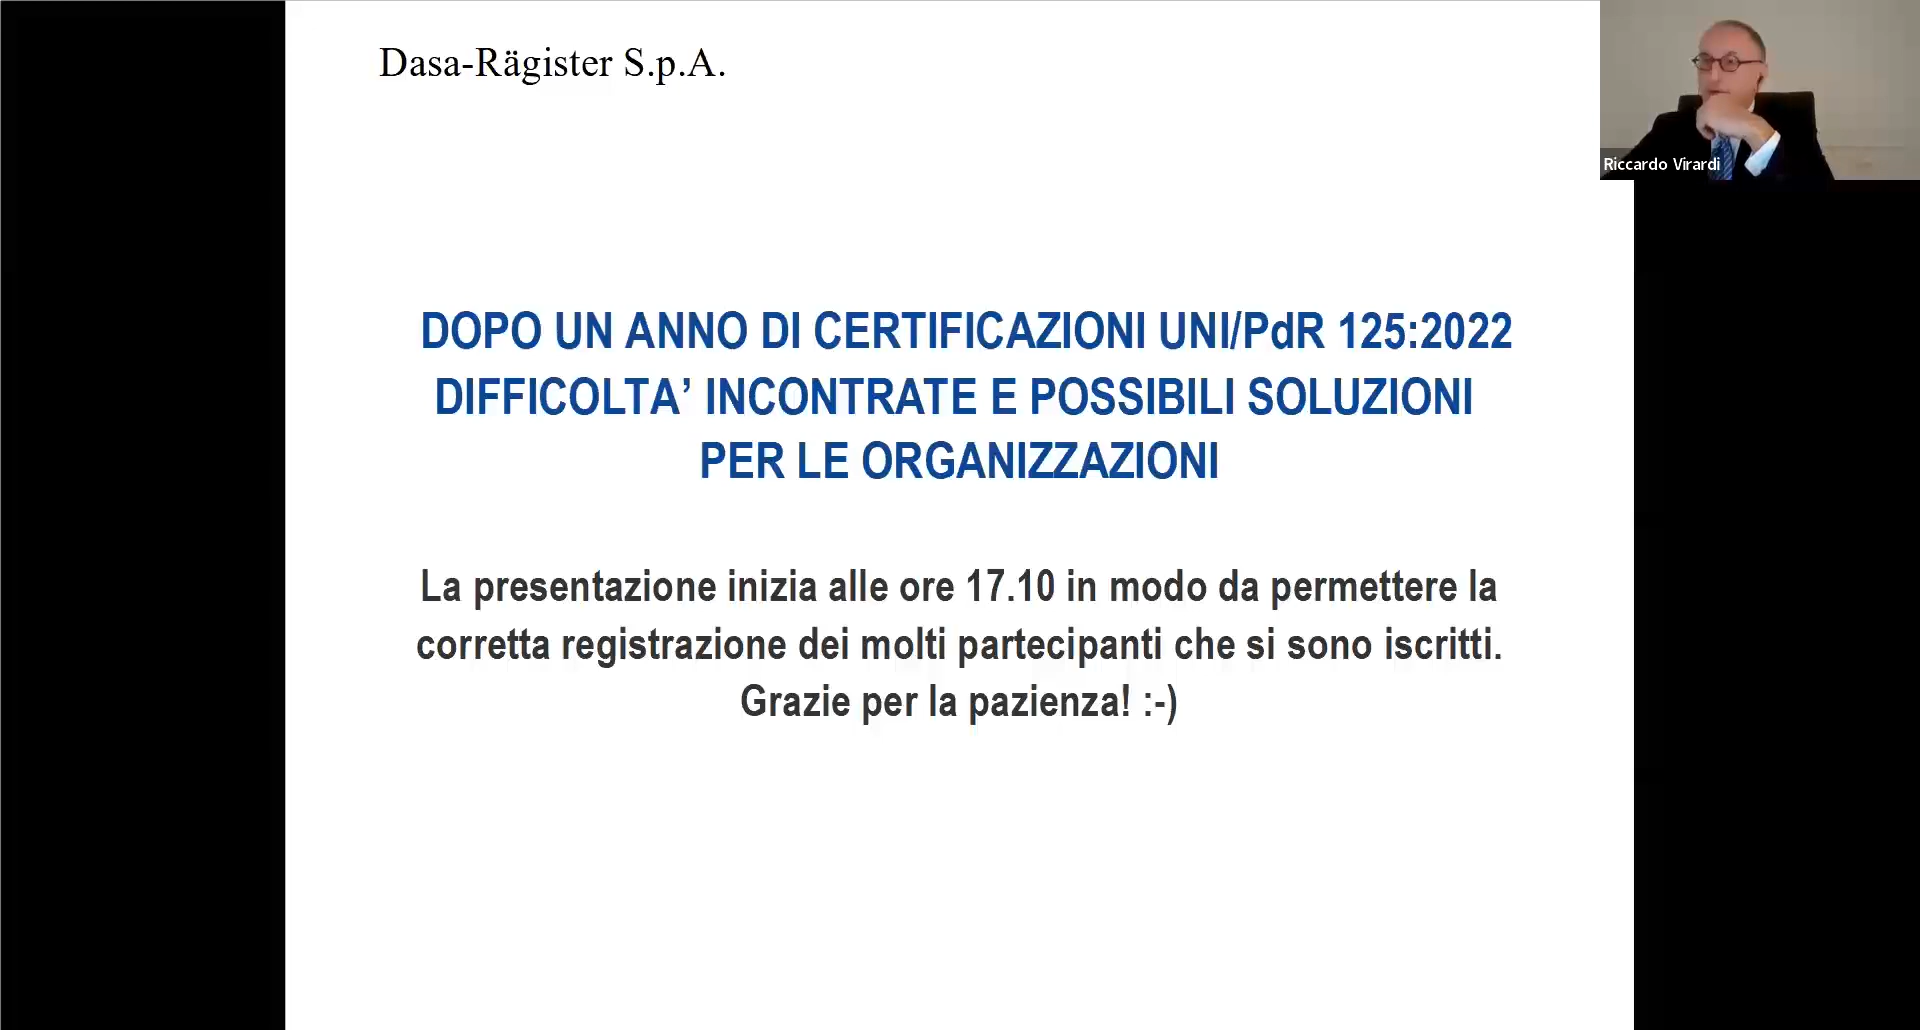 Dasa-Rägister S.p.A.
Riccardo Virardi
DOPO UN ANNO DI CERTIFICAZIONI UNI/PdR 125:2022
DIFFICOLTA’ INCONTRATE E POSSIBILI SOLUZIONI
PER LE ORGANIZZAZIONI
La presentazione inizia alle ore 17.10 in modo da permettere la
corretta registrazione dei molti partecipanti che si sono iscritti.
Grazie per la pazienza! :-)